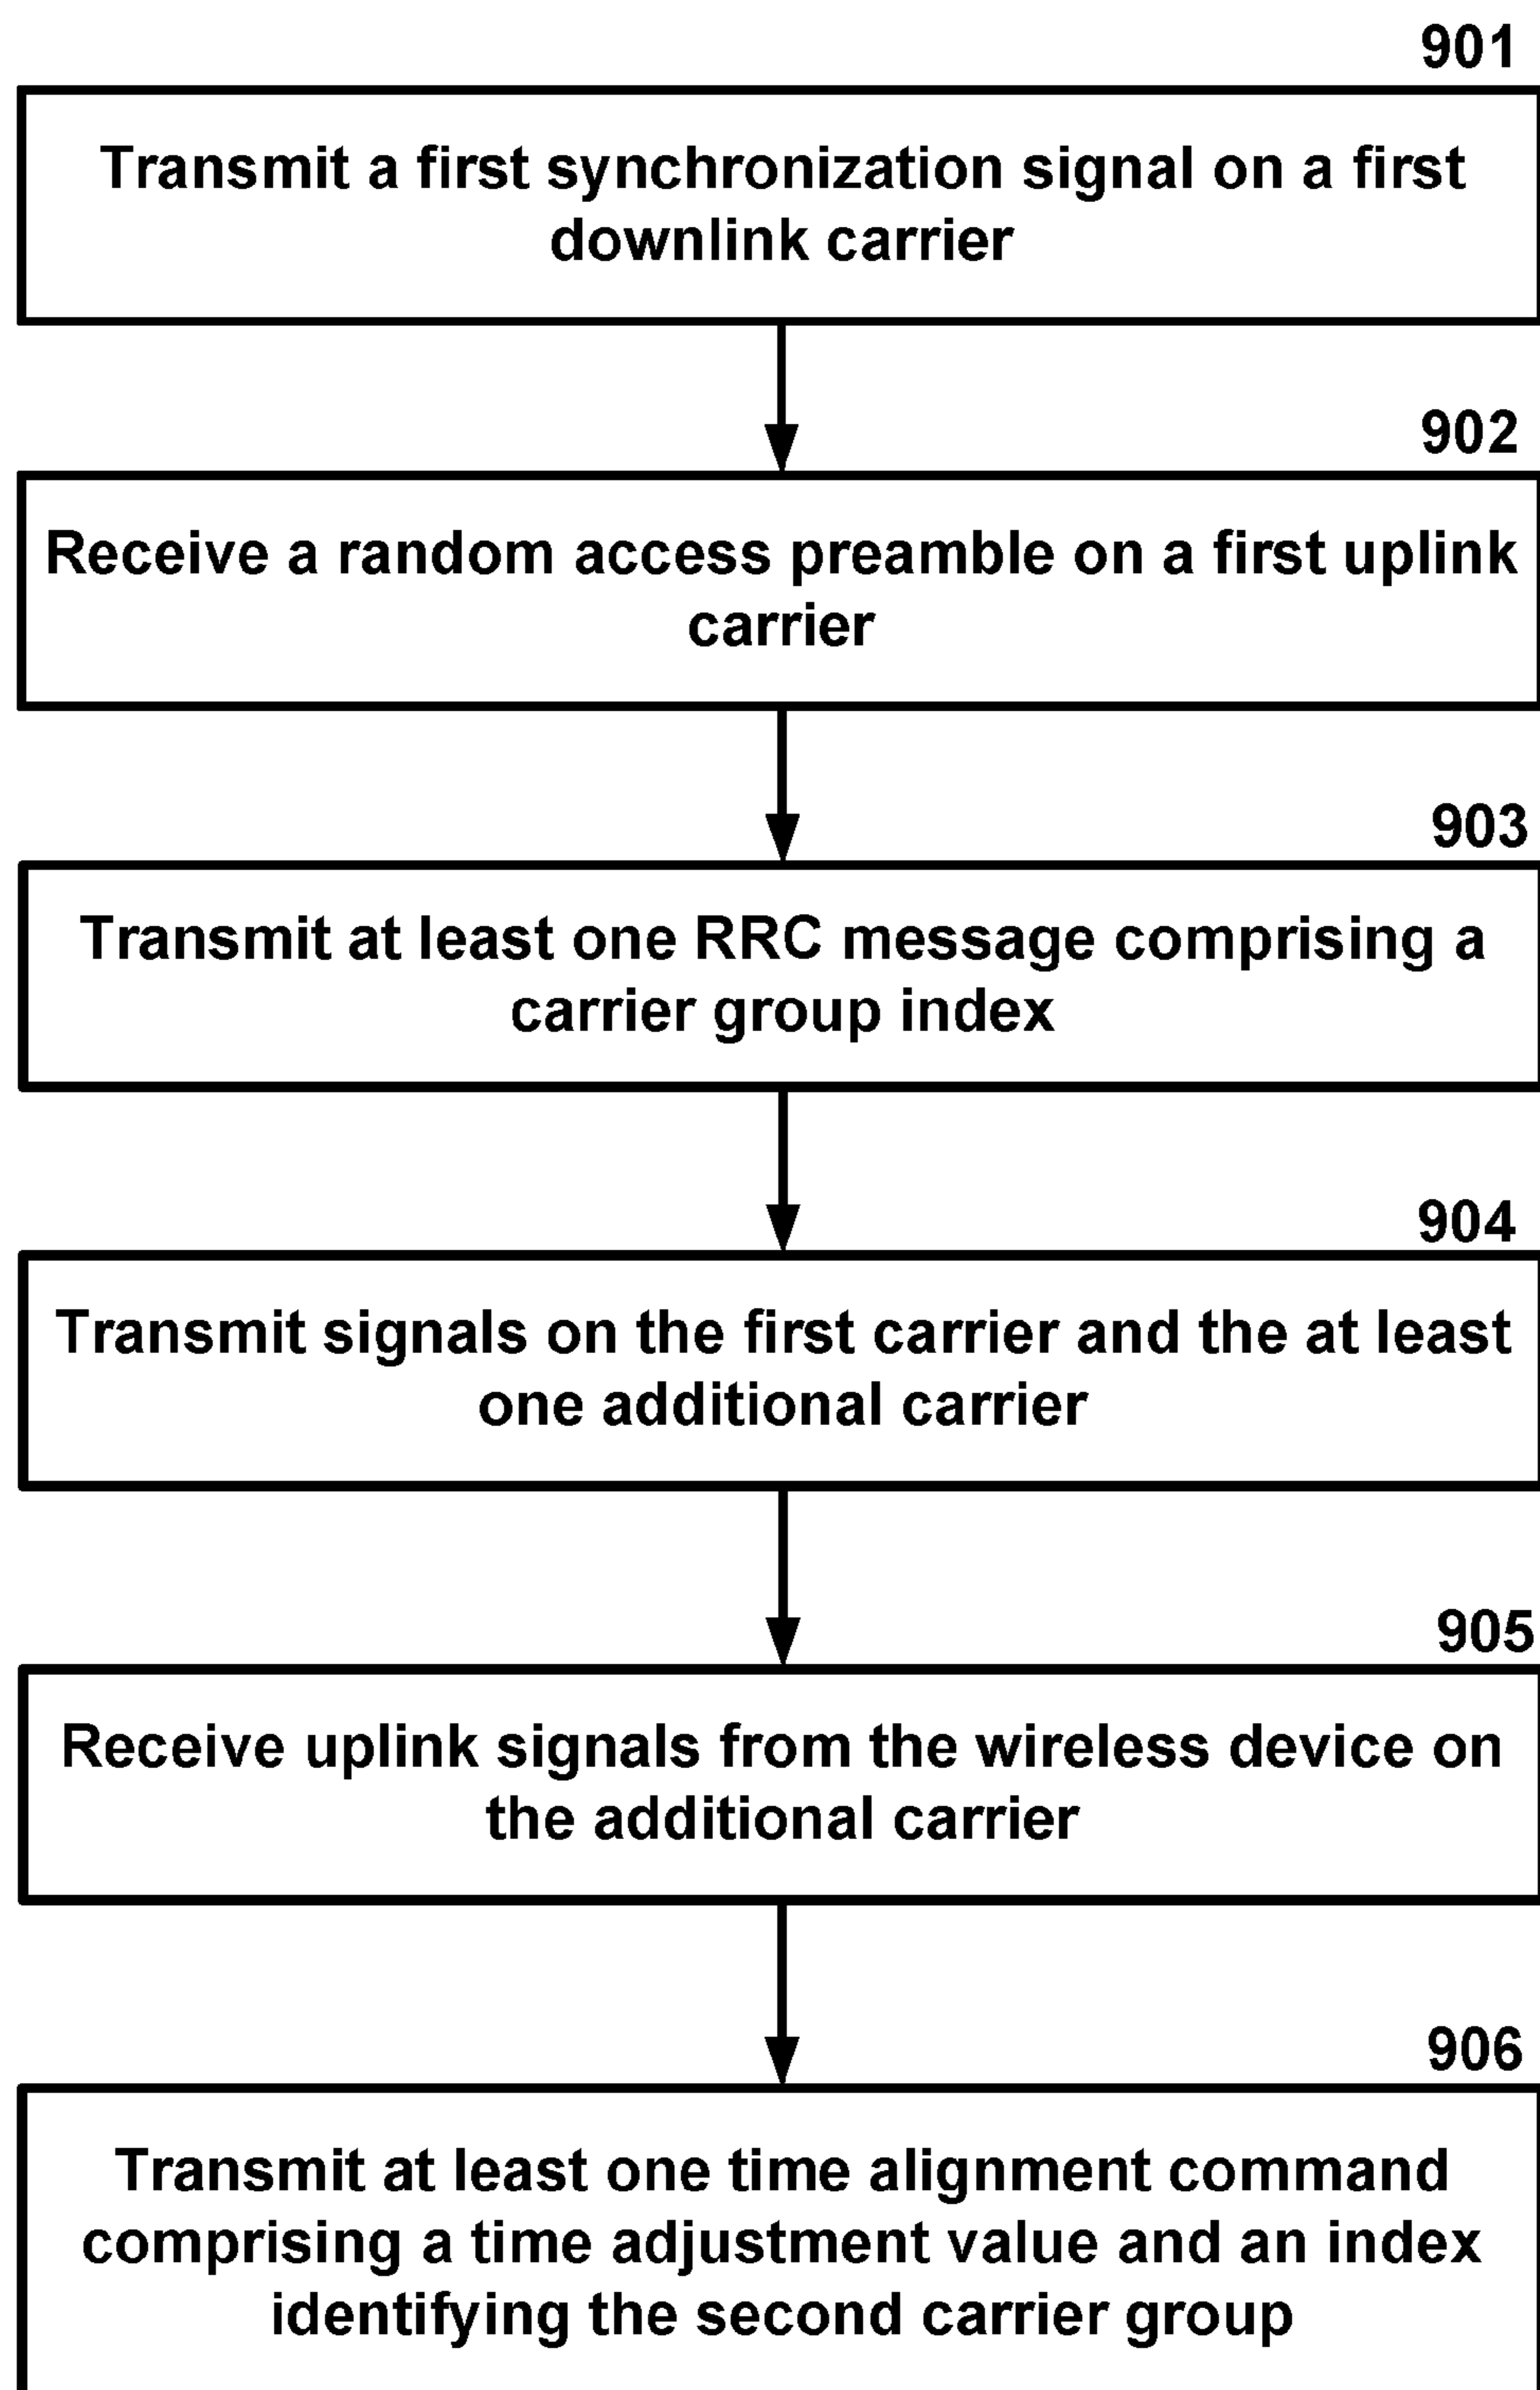 901
Transmit a first synchronization signal on a first
downlink carrier
902
Receive a random access preamble on a first uplink
carrier
903
Transmit at least one RRC message comprising a
carrier group index
904
Transmit signals on the first carrier and the at least
one additional carrier
905
Receive uplink signals from the wireless device on
the additional carrier
906
Transmit at least one time alignment command
comprising a time adjustment value and an index
identifying the second carrier group